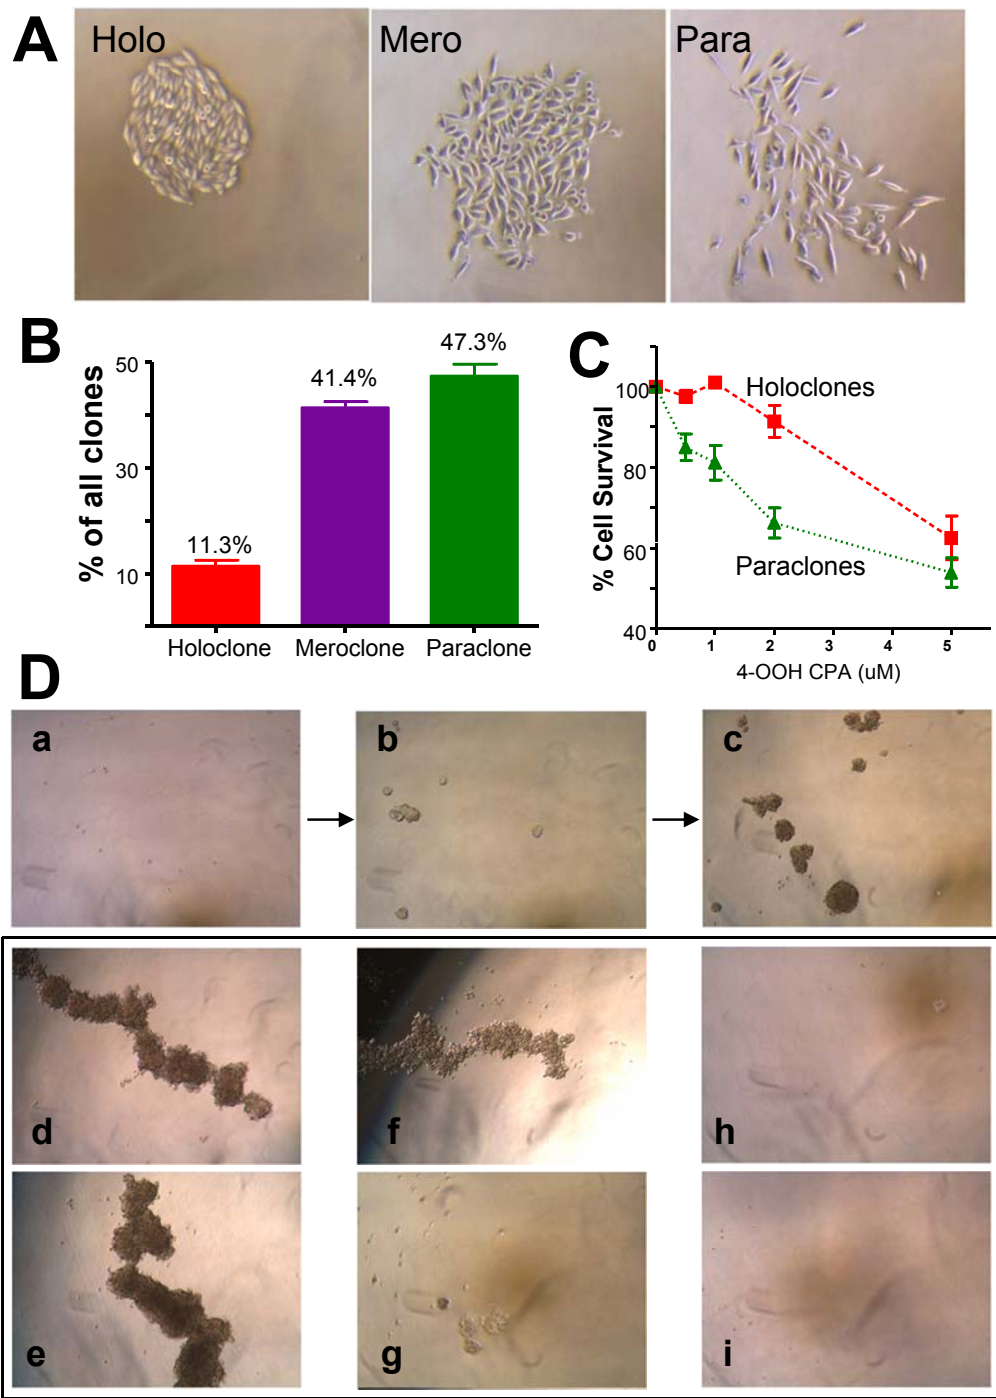 A
Holo
Mero
Para
B
% of all clones
50
30
10
11.3%
41.4%
47.3%
Holoclone
Meroclone
Paraclone
C
% Cell Survival
100
80
60
40
Holoclones
Paraclones
0 1 2 3 4 5
4-OOH CPA (uM)
D
a
b
c
d
f
h
e
g
i